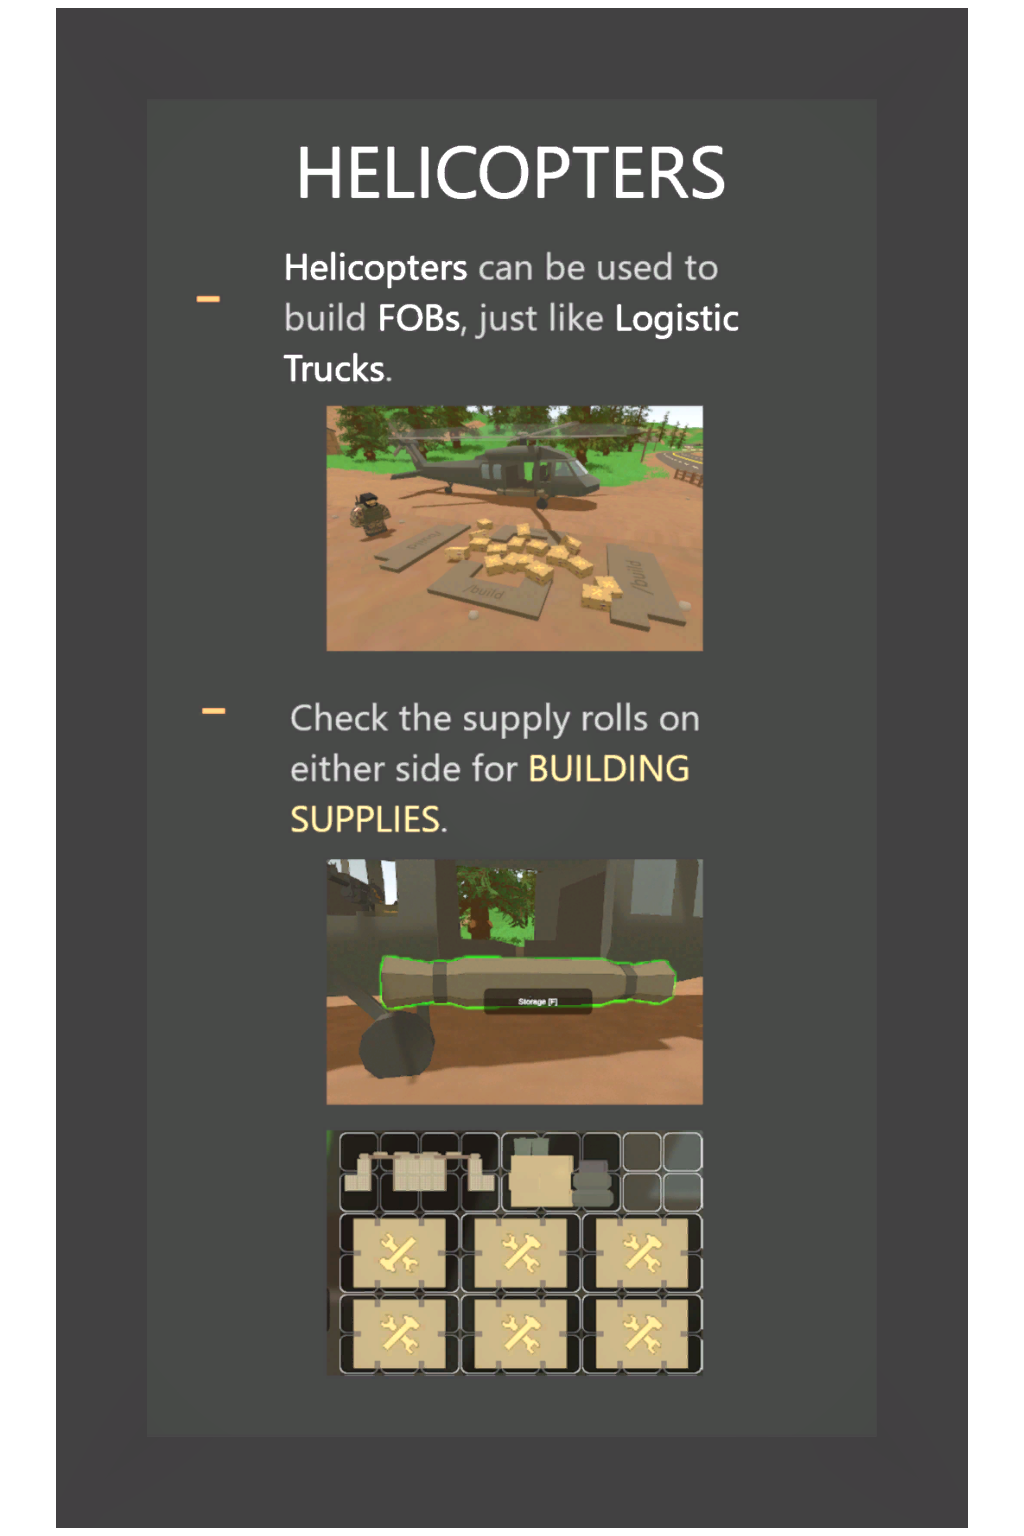 HELICOPTERS
Helicopters can be used to
build FOBs, just like Logistic
Trucks.
/build
/build
Check the supply rolls on
either side for BUILDING
SUPPLIES.
Storage [F]